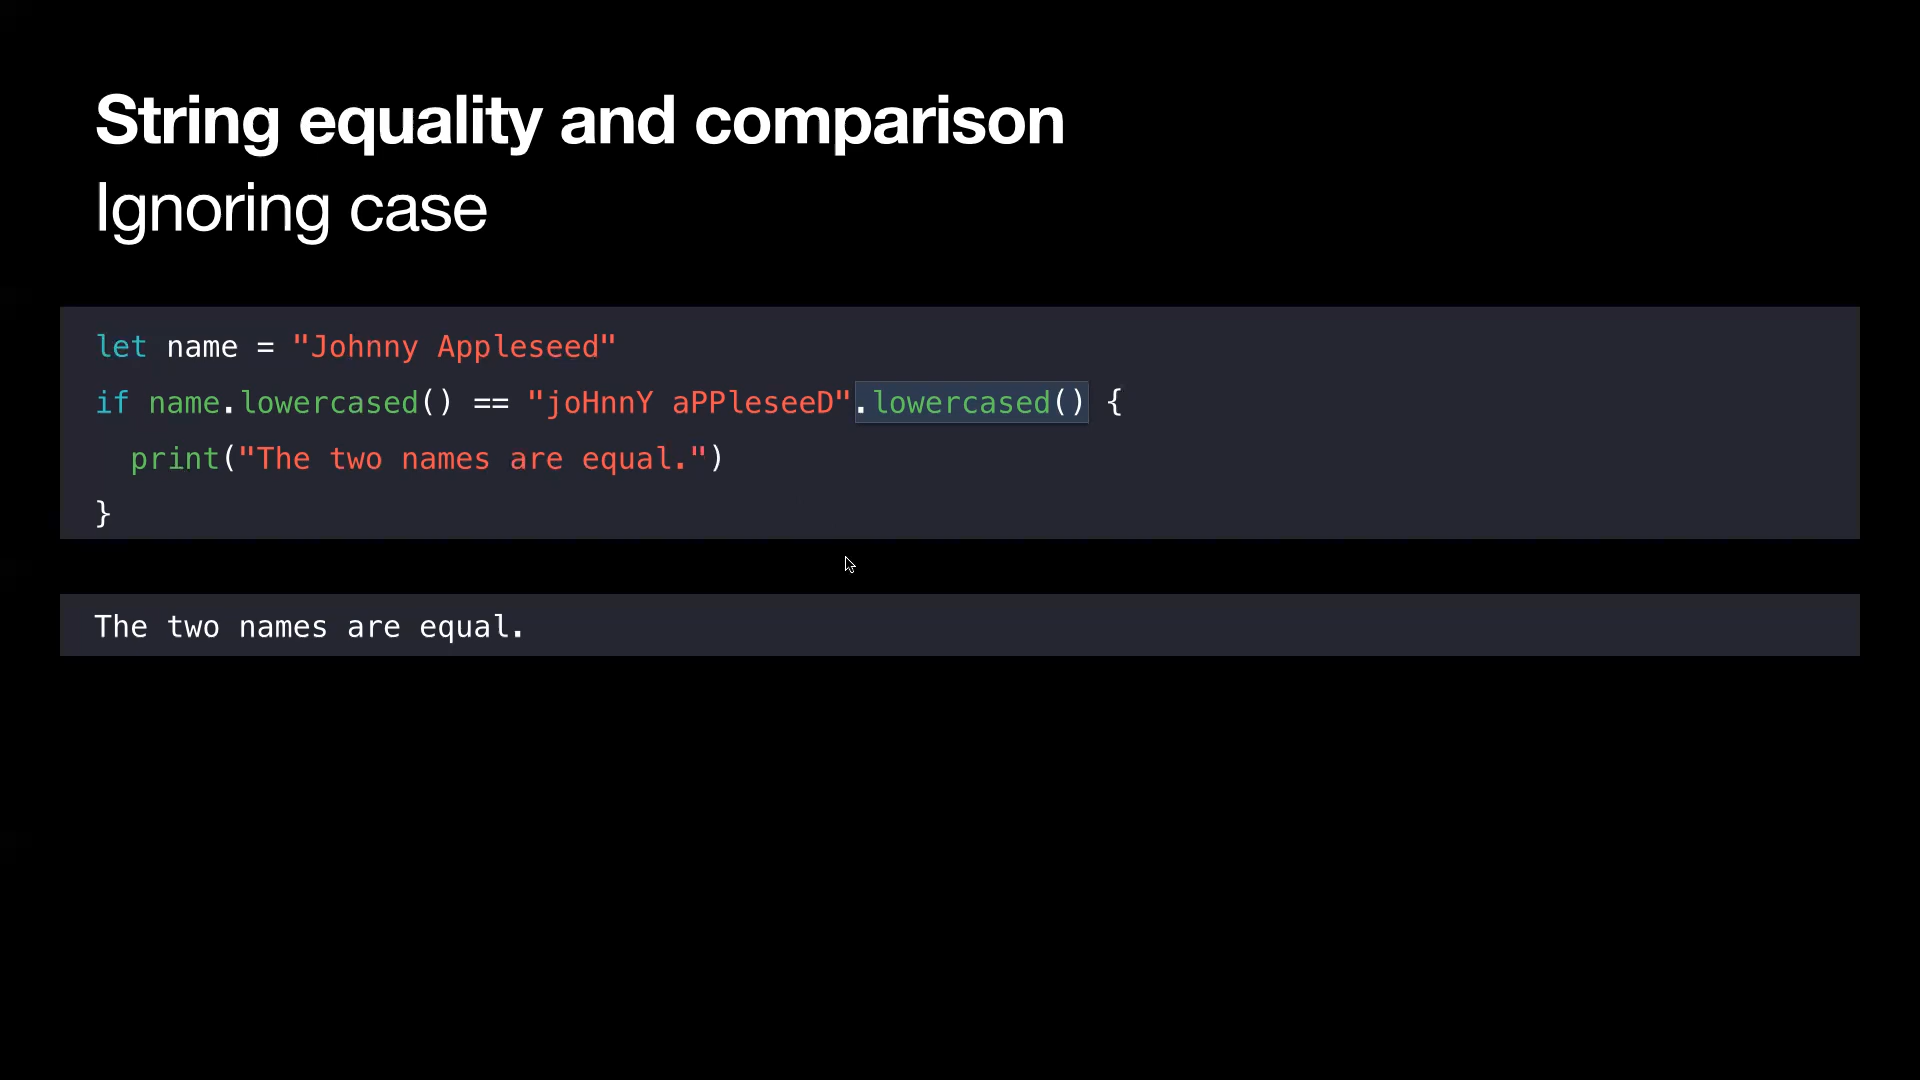 String equality and comparison
Ignoring case
let name = "Johnny Appleseed"
if name.lowercased() == "joHnnY aPPleseeD".lowercased() {
  print("The two names are equal.")
}
The two names are equal.